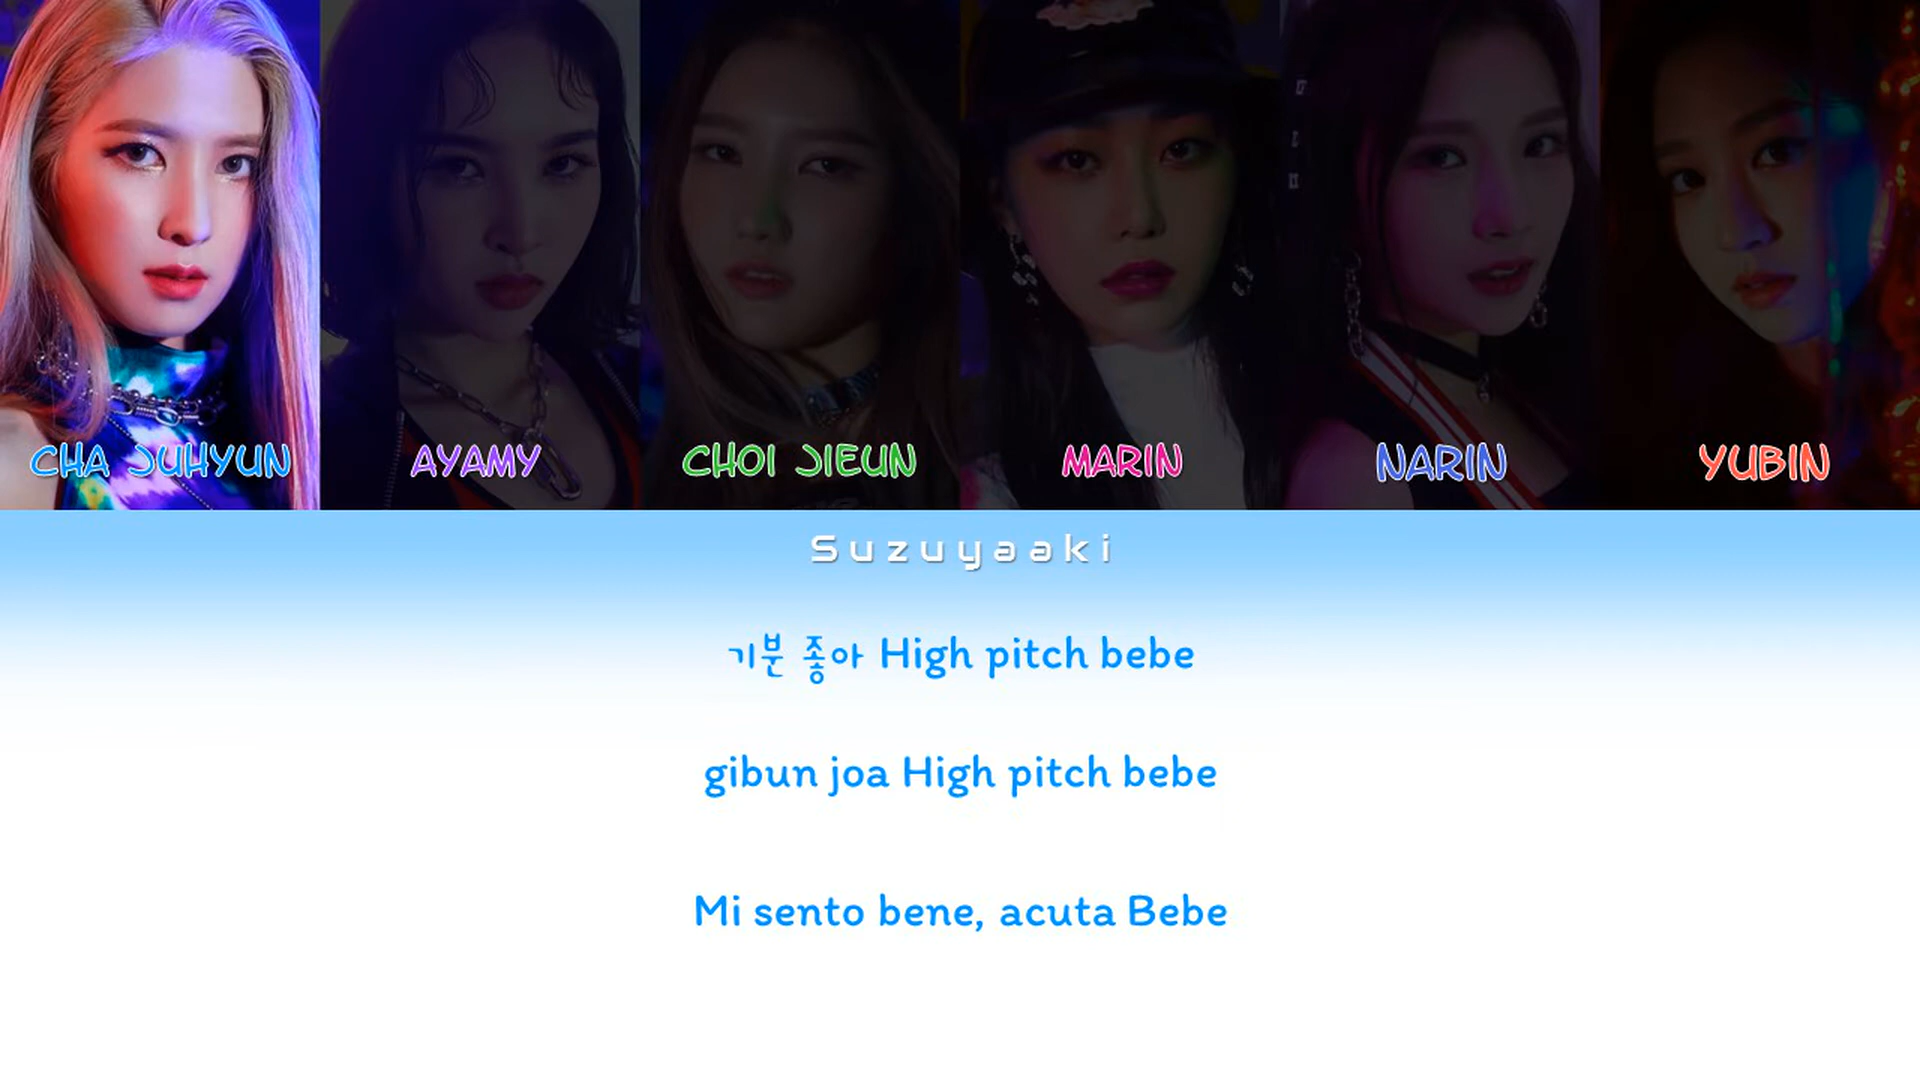 CHA JUHYUN
AYAMY
CHOI JIEUN
MARIN
NARIN
YUBIN
Suzuyaaki
기분 좋아 High pitch bebe
gibun joa High pitch bebe
Mi sento bene, acuta Bebe